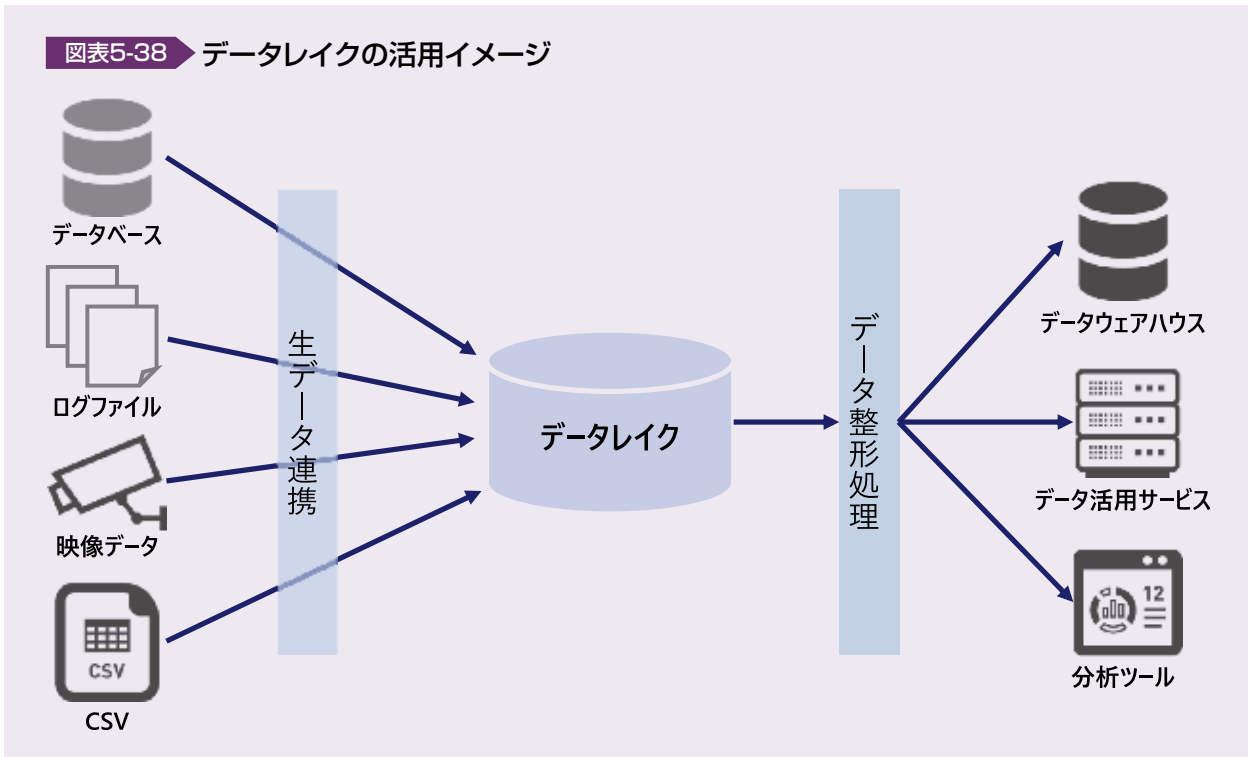 図表5-38 データレイクの活用イメージ
データベース
ログファイル
映像データ
CSV
CSV
生データ連携
データレイク
データ整形処理
データウェアハウス
データ活用サービス
12
分析ツール